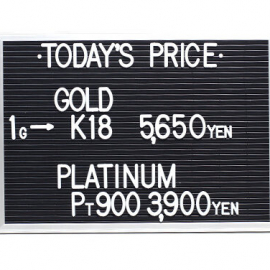 ·TODAY'S PRICE·
GOLD
1G→ K18 5,650YEN
PLATINUM
PT900 3,900YEN